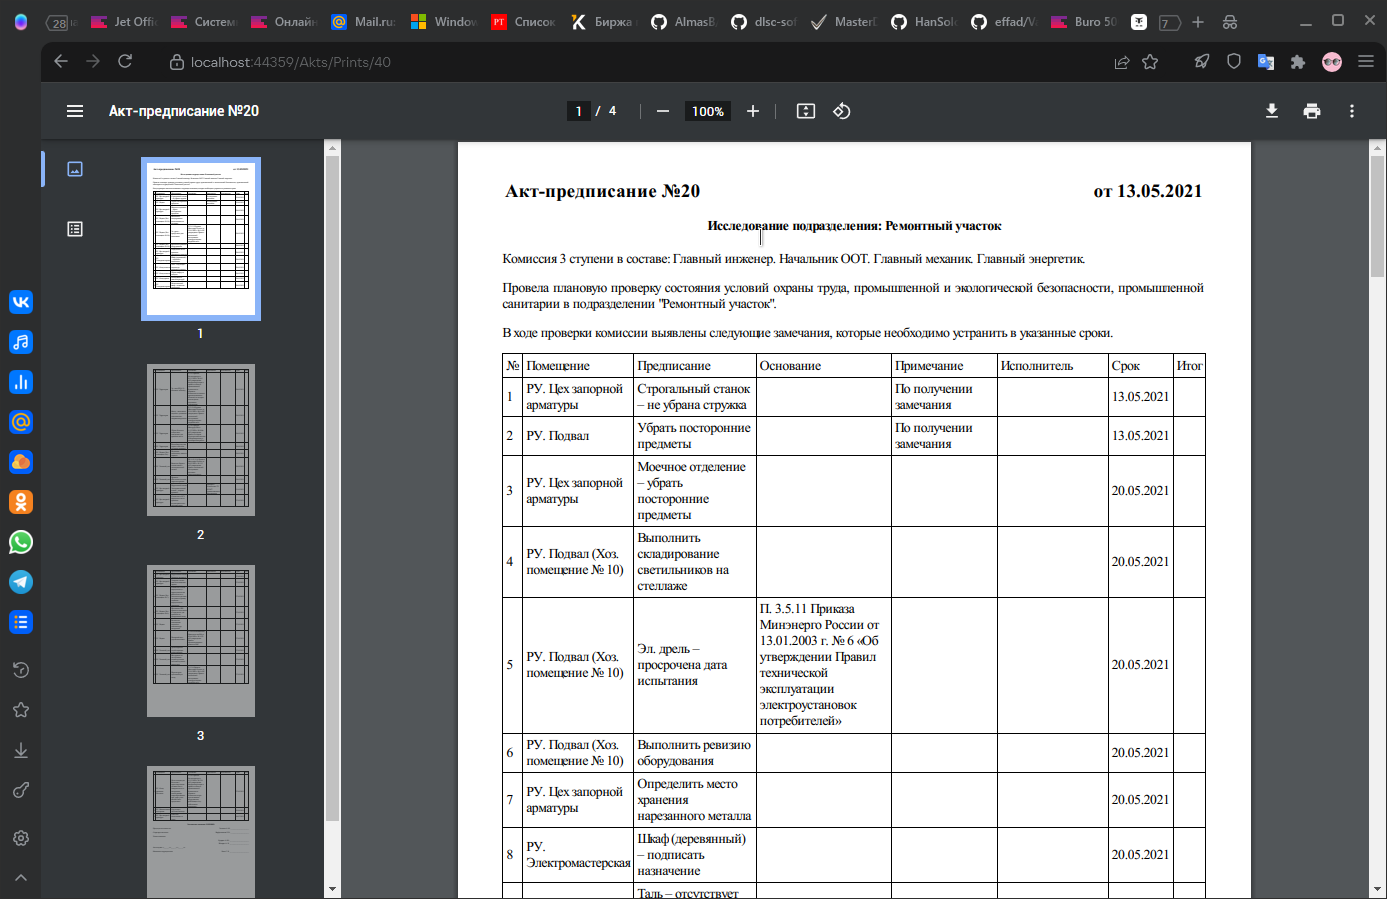 28
Jet Offi
Систем
Онлайн
Mail.ru:
Window
РТ
Список
Биржа
AlmasB
dlsc-sof
MasterD
HanSolo
effad/V
Buro 50
7
localhost:44359/Akts/Prints/40
Акт-предписание №20
1 / 4
100%
1
2
3
Акт-предписание №20 от 13.05.2021
Исследование подразделения: Ремонтный участок
Комиссия 3 ступени в составе: Главный инженер. Начальник ООТ. Главный механик. Главный энергетик.
Провела плановую проверку состояния условий охраны труда, промышленной и экологической безопасности, промышленной
санитарии в подразделении "Ремонтный участок".
В ходе проверки комиссии выявлены следующие замечания, которые необходимо устранить в указанные сроки.
№ Помещение Предписание Основание Примечание Исполнитель Срок Итог
1
РУ. Цех запорной
арматуры
Строгальный станок
– не убрана стружка
По получении
замечания
13.05.2021
2
РУ. Подвал
Убрать посторонние
предметы
По получении
замечания
13.05.2021
3
РУ. Цех запорной
арматуры
Моечное отделение
– убрать
посторонние
предметы
20.05.2021
4
РУ. Подвал (Хоз.
помещение № 10)
Выполнить
складирование
светильников на
стеллаже
20.05.2021
5
РУ. Подвал (Хоз.
помещение № 10)
Эл. дрель –
просрочена дата
испытания
П. 3.5.11 Приказа
Минэнерго России от
13.01.2003 г. № 6 «Об
утверждении Правил
технической
эксплуатации
электроустановок
потребителей»
20.05.2021
6
РУ. Подвал (Хоз.
помещение № 10)
Выполнить ревизию
оборудования
20.05.2021
7
РУ. Цех запорной
арматуры
Определить место
хранения
нарезанного металла
20.05.2021
8
РУ.
Электромастерская
Шкаф (деревянный)
– подписать
назначение
20.05.2021
Таль – отсутствует